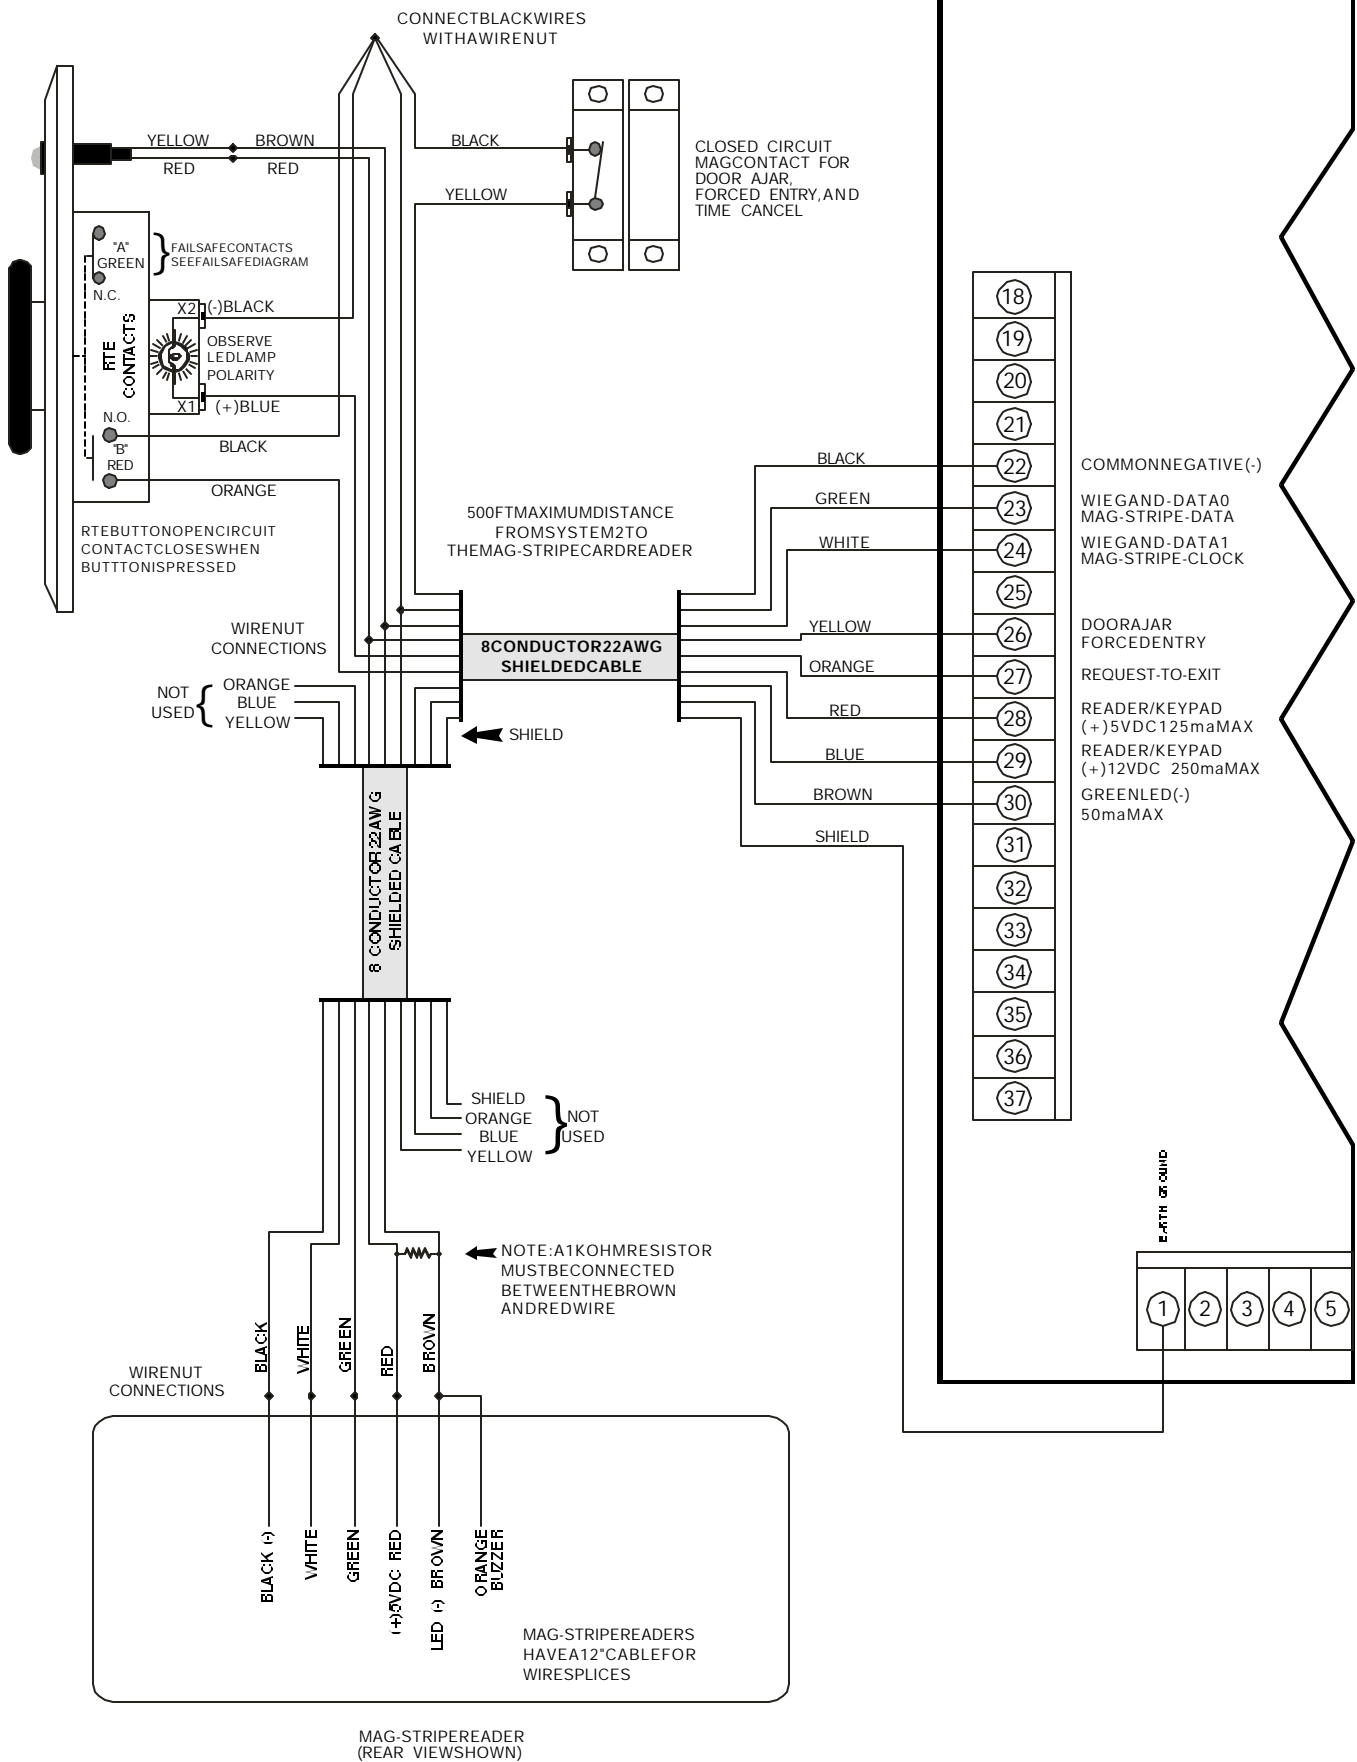 CONNECTBLACKWIRES
WITHAWIRENUT
YELLOW
BROWN
RED
RED
BLACK
YELLOW
CLOSED CIRCUIT
MAGCONTACT FOR
DOOR AJAR,
FORCED ENTRY,AND
TIME CANCEL
"A"
GREEN
N.C.
FAILSAFECONTACTS
SEEFAILSAFEDIAGRAM
RTE
CONTACTS
X2
(-)BLACK
OBSERVE
LEDLAMP
POLARITY
X1
(+)BLUE
N.O.
"B"
RED
BLACK
ORANGE
RTEBUTTONOPENCIRCUIT
CONTACTCLOSESWHEN
BUTTTONISPRESSED
500FTMAXIMUMDISTANCE
FROMSYSTEM2TO
THEMAG-STRIPECARDREADER
WIRENUT
CONNECTIONS
8CONDUCTOR22AWG
SHIELDEDCABLE
NOT
USED
ORANGE
BLUE
YELLOW
SHIELD
8 CONDUCTOR22AWG
SHIELDED CABLE
BLACK
GREEN
WHITE
YELLOW
ORANGE
RED
BLUE
BROWN
SHIELD
18
19
20
21
22
23
24
25
26
27
28
29
30
31
32
33
34
35
36
37
COMMONNEGATIVE(-)
WIEGAND-DATA0
MAG-STRIPE-DATA
WIEGAND-DATA1
MAG-STRIPE-CLOCK
DOORAJAR
FORCEDENTRY
REQUEST-TO-EXIT
READER/KEYPAD
(+)5VDC125maMAX
READER/KEYPAD
(+)12VDC 250maMAX
GREENLED(-)
50maMAX
SHIELD
ORANGE
BLUE
YELLOW
NOT
USED
EARTH GROUND
1
2
3
4
5
NOTE:A1KOHMRESISTOR
MUSTBECONNECTED
BETWEENTHEBROWN
ANDREDWIRE
BLACK
WHITE
GREEN
RED
BROWN
WIRENUT
CONNECTIONS
BLACK (-)
WHITE
GREEN
(+)5VDC RED
LED (-) BROWN
ORANGE
BUZZER
MAG-STRIPEREADERS
HAVEA12"CABLEFOR
WIRESPLICES
MAG-STRIPEREADER
(REAR VIEWSHOWN)